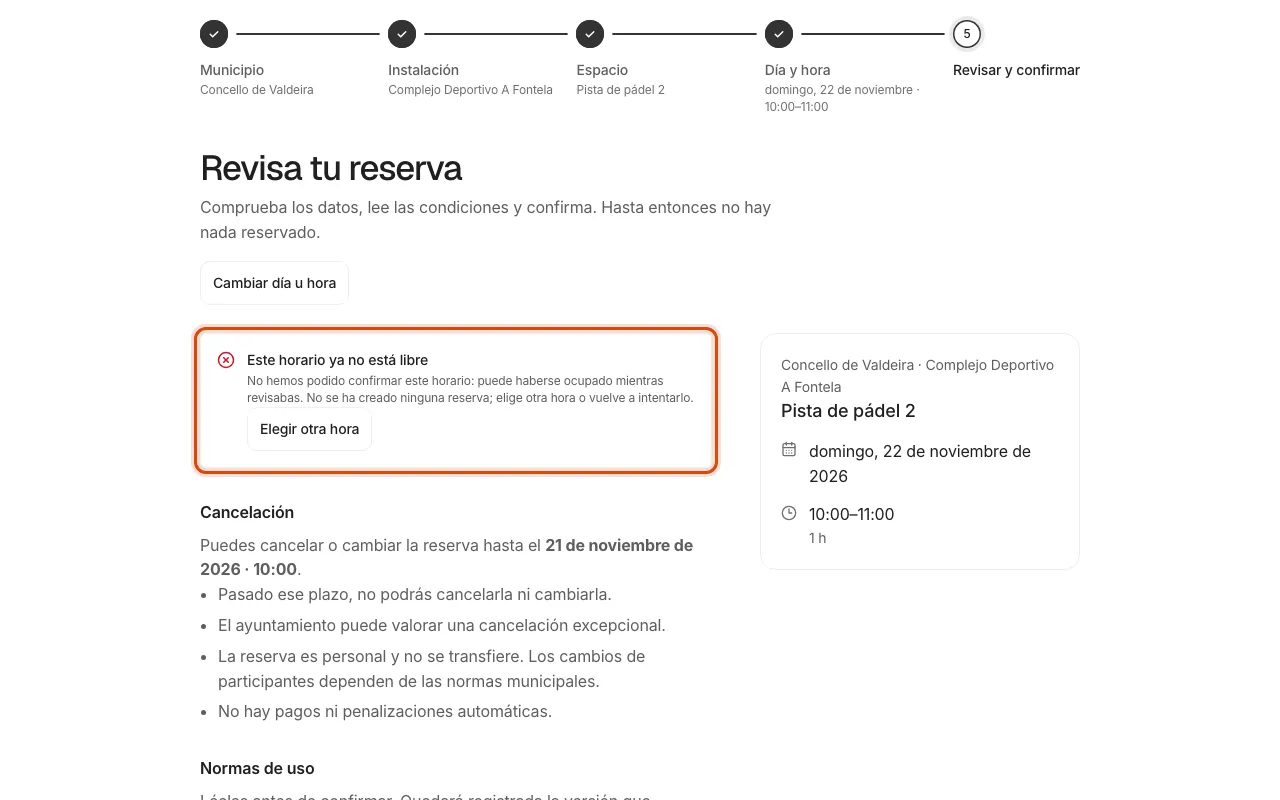 5
Municipio
Concello de Valdeira
Instalación
Complejo Deportivo A Fontela
Espacio
Pista de pádel 2
Día y hora
domingo, 22 de noviembre ·
10:00–11:00
Revisar y confirmar
Revisa tu reserva
Comprueba los datos, lee las condiciones y confirma. Hasta entonces no hay
nada reservado.
Cambiar día u hora
Este horario ya no está libre
No hemos podido confirmar este horario: puede haberse ocupado mientras
revisabas. No se ha creado ninguna reserva; elige otra hora o vuelve a intentarlo.
Elegir otra hora
Concello de Valdeira · Complejo Deportivo
A Fontela
Pista de pádel 2
domingo, 22 de noviembre de
2026
10:00–11:00
1 h
Cancelación
Puedes cancelar o cambiar la reserva hasta el 21 de noviembre de
2026 · 10:00.
Pasado ese plazo, no podrás cancelarla ni cambiarla.
El ayuntamiento puede valorar una cancelación excepcional.
La reserva es personal y no se transfiere. Los cambios de
participantes dependen de las normas municipales.
No hay pagos ni penalizaciones automáticas.
Normas de uso